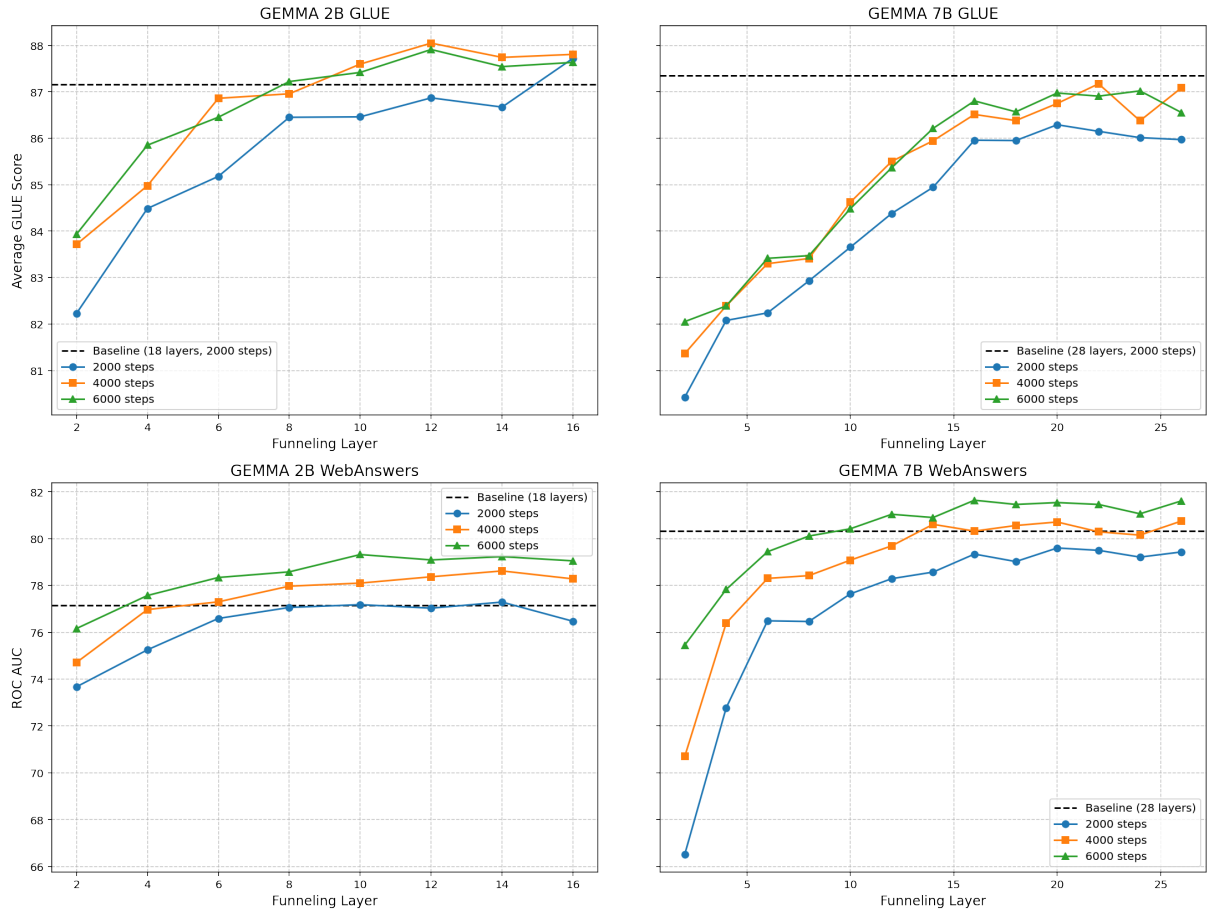 GEMMA 2B GLUE
Average GLUE Score
88
87
86
85
84
83
82
81
Baseline (18 layers, 2000 steps)
2000 steps
4000 steps
6000 steps
2 4 6 8 10 12 14 16
Funneling Layer
GEMMA 7B GLUE
Baseline (28 layers, 2000 steps)
2000 steps
4000 steps
6000 steps
5 10 15 20 25
Funneling Layer
GEMMA 2B WebAnswers
ROC AUC
82
80
78
76
74
72
70
68
66
Baseline (18 layers)
2000 steps
4000 steps
6000 steps
2 4 6 8 10 12 14 16
Funneling Layer
GEMMA 7B WebAnswers
Baseline (28 layers)
2000 steps
4000 steps
6000 steps
5 10 15 20 25
Funneling Layer